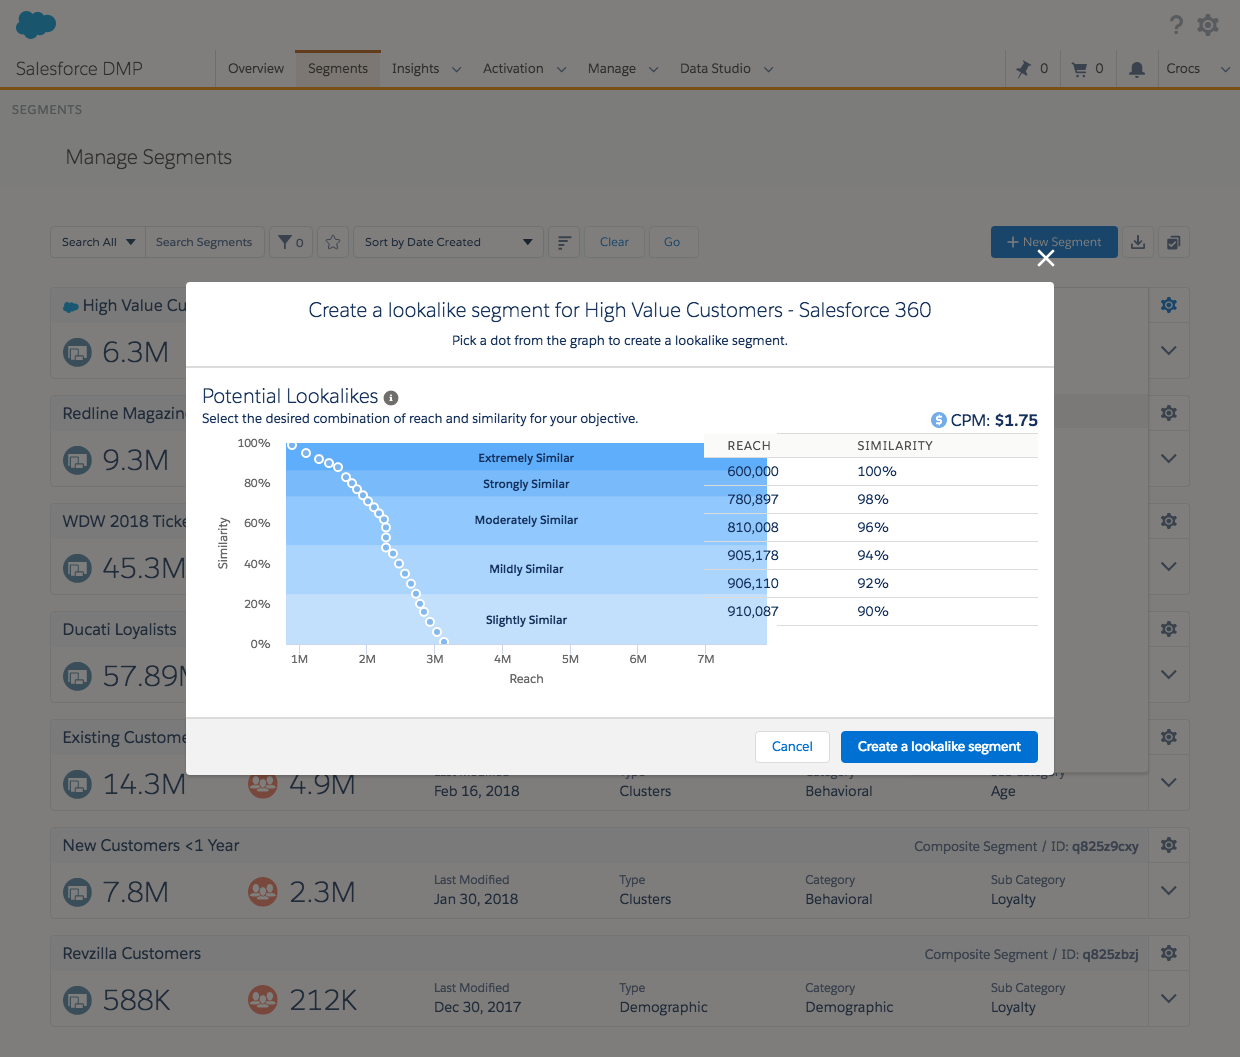 Salesforce DMP
Overview Segments Insights Activation Manage Data Studio 0 0 Crocs
SEGMENTS
Manage Segments
Search All Search Segments 0 Sort by Date Created Clear Go + New Segment
High Value Cu
6.3M
Redline Magazin
9.3M
WDW 2018 Ticke
45.3M
Ducati Loyalists
57.89M
Existing Custome
Create a lookalike segment for High Value Customers - Salesforce 360
Pick a dot from the graph to create a lookalike segment.
Potential Lookalikes
Select the desired combination of reach and similarity for your objective.
$ CPM: $1.75
Similarity
100%
80%
60%
40%
20%
0%
Extremely Similar
Strongly Similar
Moderately Similar
Mildly Similar
Slightly Similar
1M 2M 3M 4M 5M 6M 7M
Reach
REACH SIMILARITY
600,000 100%
780,897 98%
810,008 96%
905,178 94%
906,110 92%
910,087 90%
Cancel Create a lookalike segment
Last Modified Type Category Sub Category
14.3M 4.9M Feb 16, 2018 Clusters Behavioral Age
New Customers <1 Year Composite Segment / ID: q825z9cxy
Last Modified Type Category Sub Category
7.8M 2.3M Jan 30, 2018 Clusters Behavioral Loyalty
Revzilla Customers Composite Segment / ID: q825zbzj
Last Modified Type Category Sub Category
588K 212K Dec 30, 2017 Demographic Demographic Loyalty